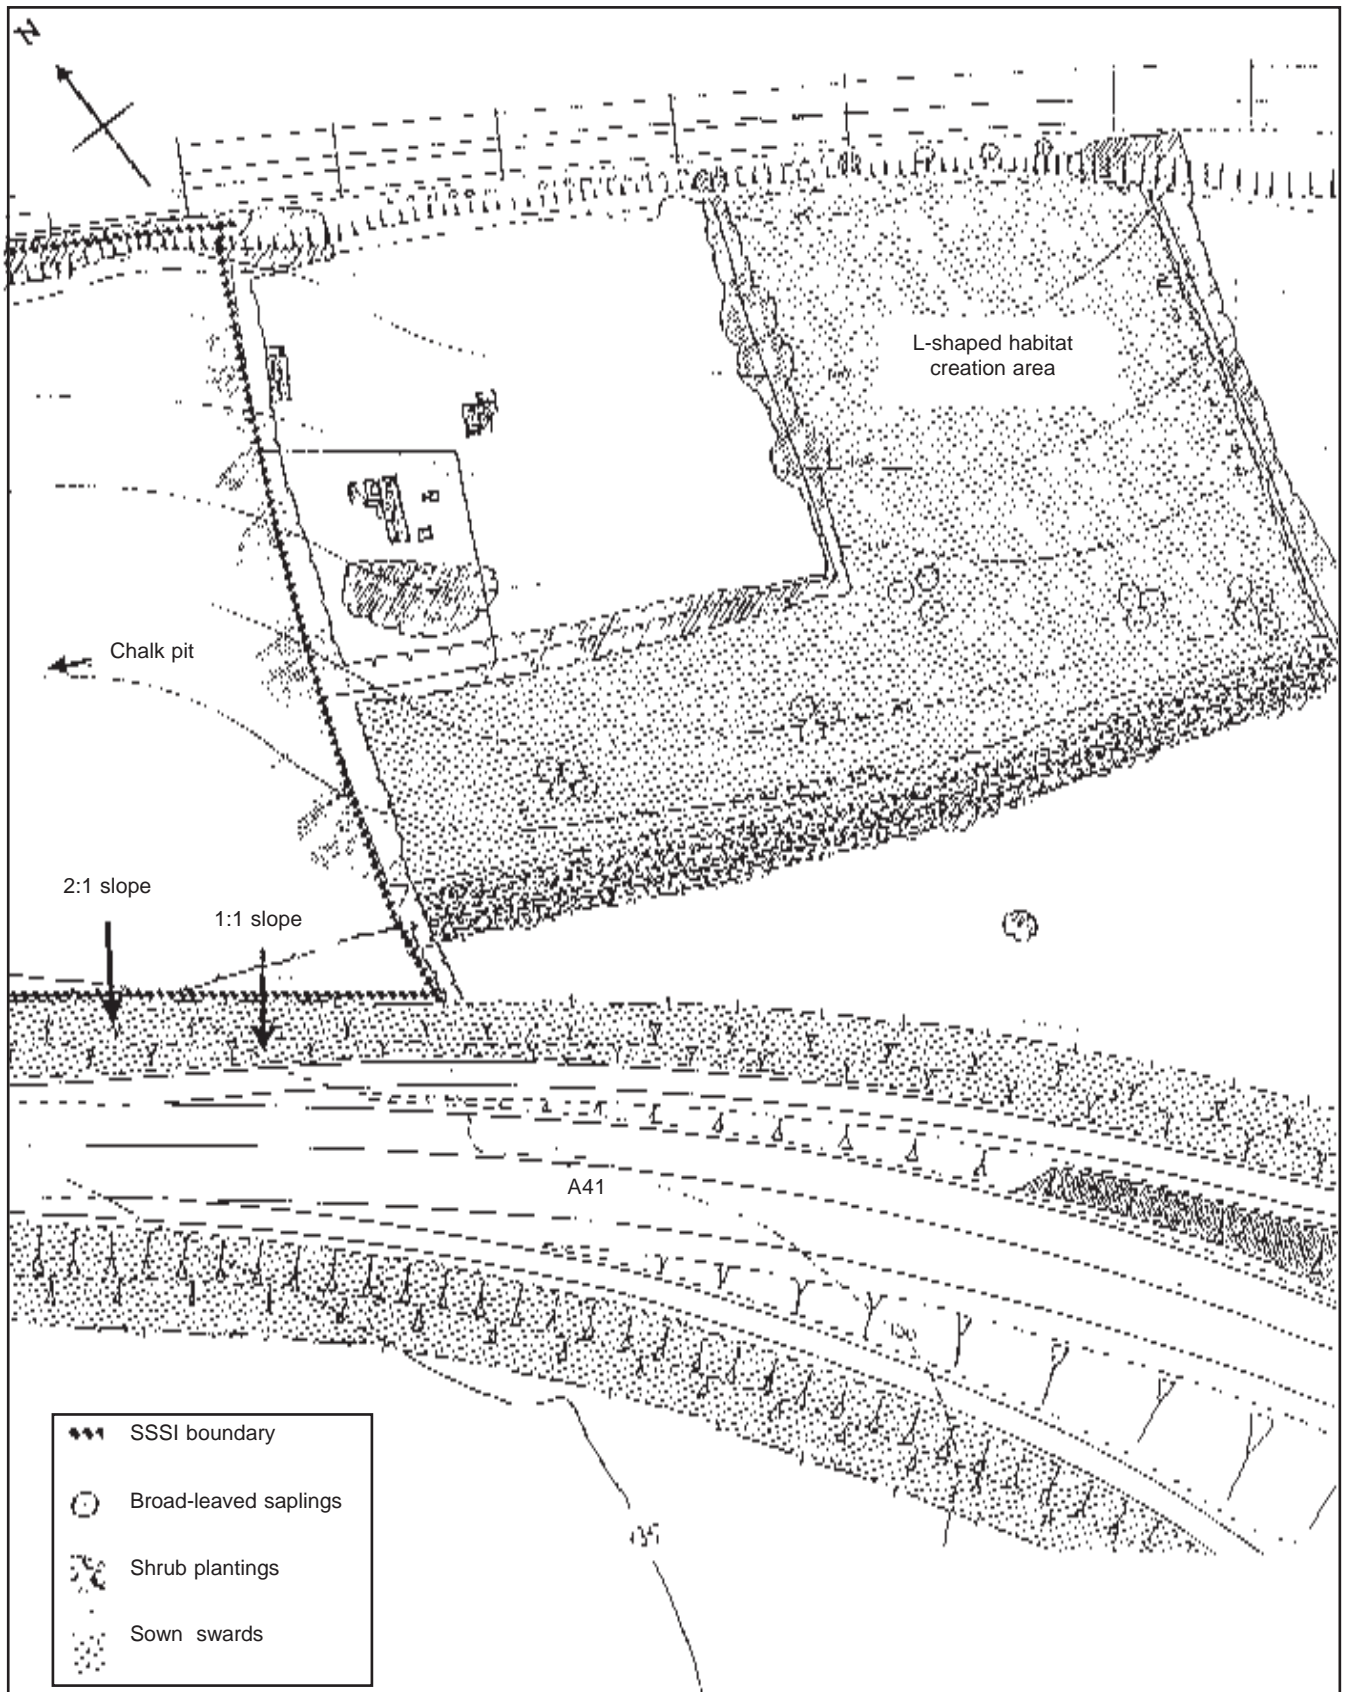 N
L-shaped habitat
creation area
Chalk pit
2:1 slope
1:1 slope
A41
SSSI boundary
Broad-leaved saplings
Shrub plantings
Sown swards